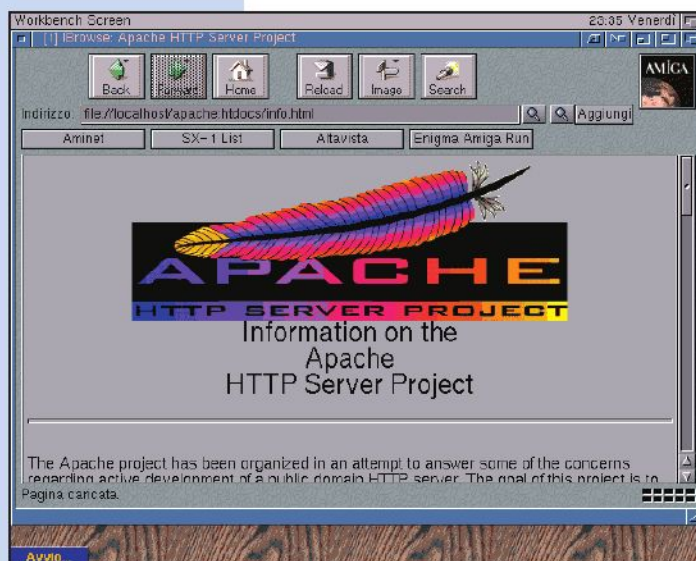 Workbench Screen 23:35 Venerdì
[1] IBrowse: Apache HTTP Server Project
Back Forward Home Reload Image Search
AMIGA
Indirizzo: file://localhost/apache.htdocs/info.html Aggiungi
Aminet SX-1 List Altavista Enigma Amiga Run
APACHE
HTTP SERVER PROJECT
Information on the
Apache
HTTP Server Project
The Apache project has been organized in an attempt to answer some of the concerns
regarding active development of a public domain HTTP server. The goal of this project is to
Pagina caricata.
Avvio...